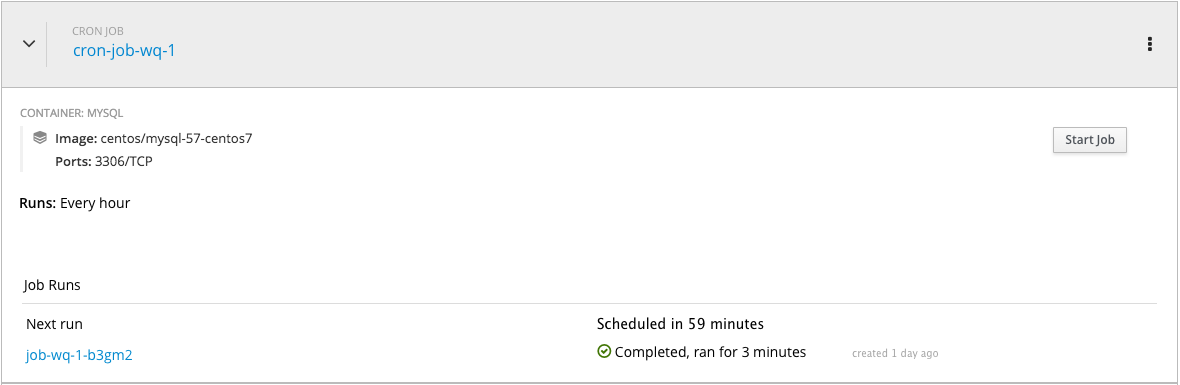 CRON JOB
cron-job-wq-1
CONTAINER: MYSQL
Image: centos/mysql-57-centos7
Ports: 3306/TCP
Start Job
Runs: Every hour
Job Runs
Next run Scheduled in 59 minutes
job-wq-1-b3gm2 Completed, ran for 3 minutes created 1 day ago